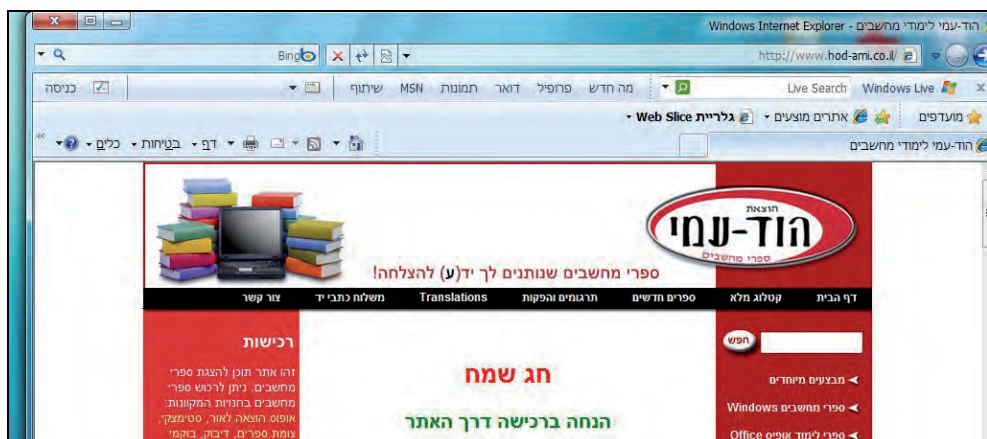 הוד-עמי לימודי מחשבים - Windows Internet Explorer
http://www.hod-ami.co.il/
Bing
Windows Live
Live Search
מה חדש
פרופיל
דואר
תמונות
MSN
שיתוף
כניסה
מועדפים
אתרים מוצעים
גלריית Web Slice
הוד-עמי לימודי מחשבים
דף
בטיחות
כלים
הוצאת
הוד-עמי
ספרי מחשבים
ספרי מחשבים שנותנים לך יד(ע) להצלחה!
דף הבית
קטלוג מלא
ספרים חדשים
תרגומים והפקות
Translations
משלוח כתבי יד
צור קשר
חפש
מבצעים מיוחדים
ספרי מחשבים Windows
ספרי לימוד אופיס Office
חג שמח
הנחה ברכישה דרך האתר
רכישות
זהו אתר תוכן להצגת ספרי
מחשבים. ניתן לרכוש ספרי
מחשבים בחנויות המקוונות:
אופוס הוצאה לאור, סטימצקי,
צומת ספרים, דיבוק, בוקמי